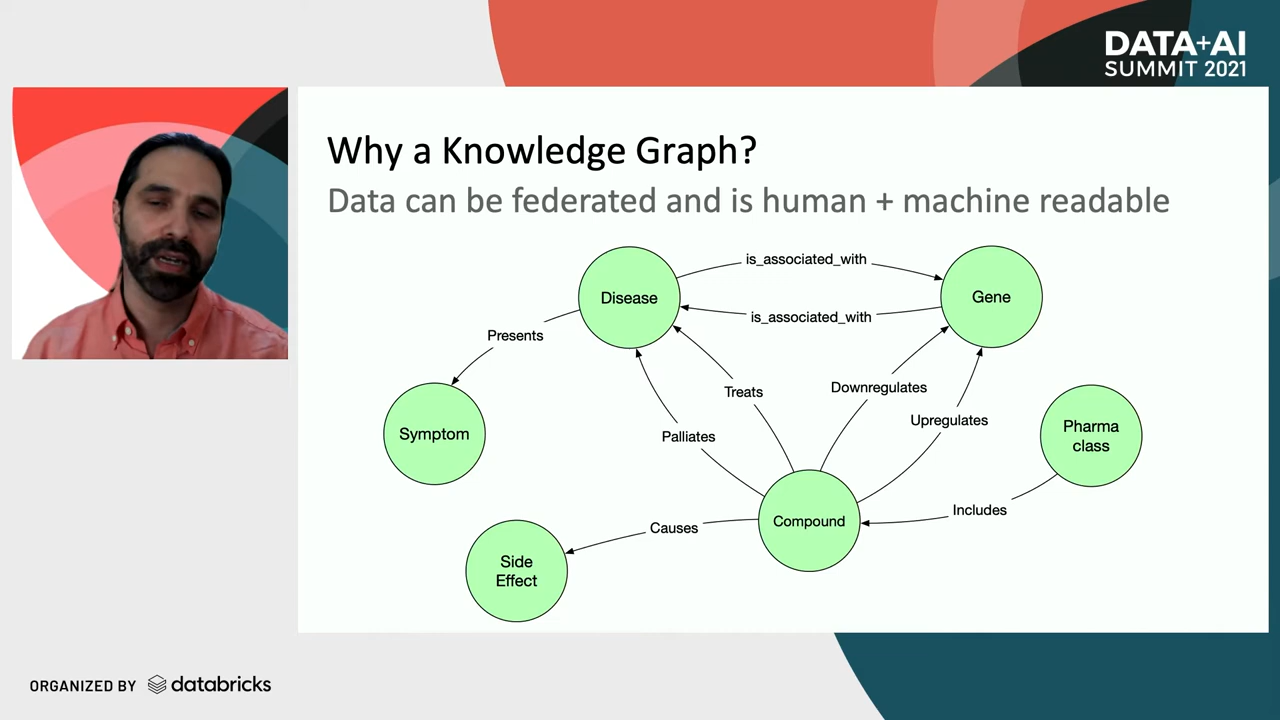 DATA+AI
SUMMIT 2021
Why a Knowledge Graph?
Data can be federated and is human + machine readable
is_associated_with
Disease
Gene
is_associated_with
Presents
Treats
Downregulates
Upregulates
Symptom
Palliates
Pharma
class
Includes
Compound
Causes
Side
Effect
ORGANIZED BY databricks